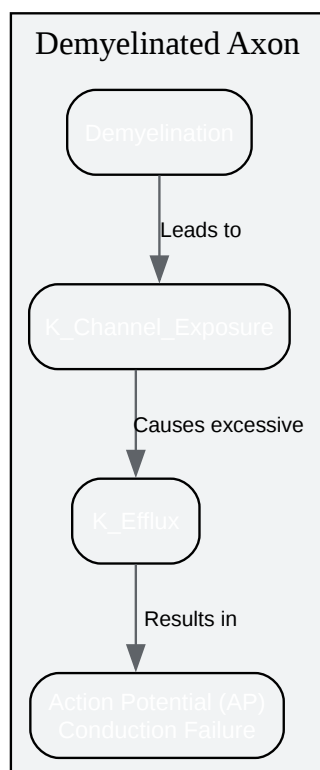 Demyelinated Axon
Demyelination
Leads to
K_Channel_Exposure
Causes excessive
K_Efflux
Results in
Action Potential (AP)
Conduction Failure